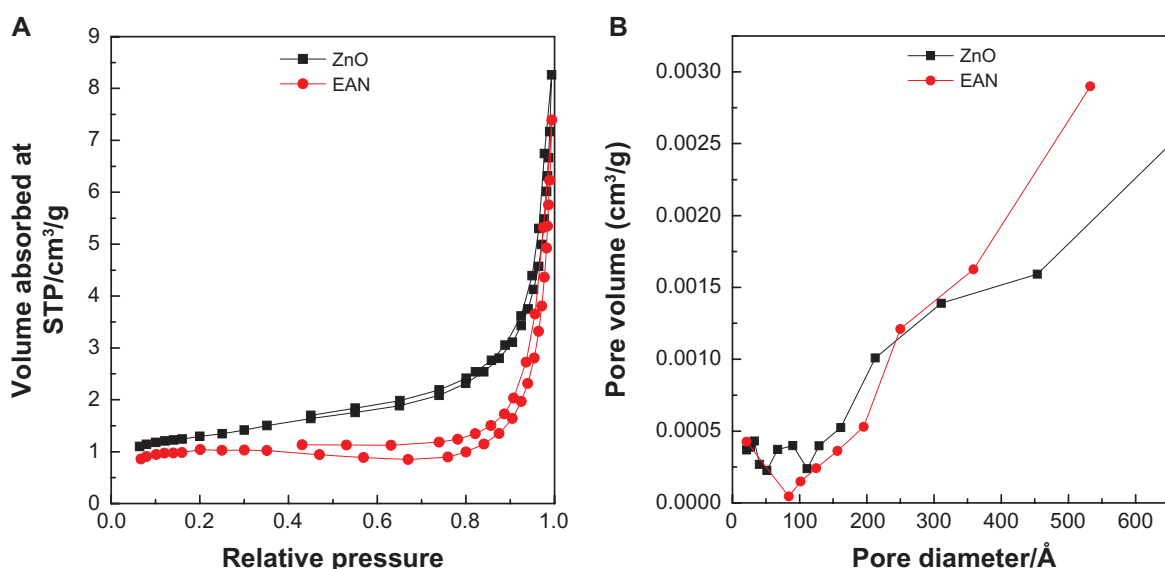 A
Volume absorbed at
STP/cm³/g
9
8
7
6
5
4
3
2
1
0
ZnO
EAN
0.0 0.2 0.4 0.6 0.8 1.0
Relative pressure
B
Pore volume (cm³/g)
0.0030
0.0025
0.0020
0.0015
0.0010
0.0005
0.0000
ZnO
EAN
0 100 200 300 400 500 600
Pore diameter/Å